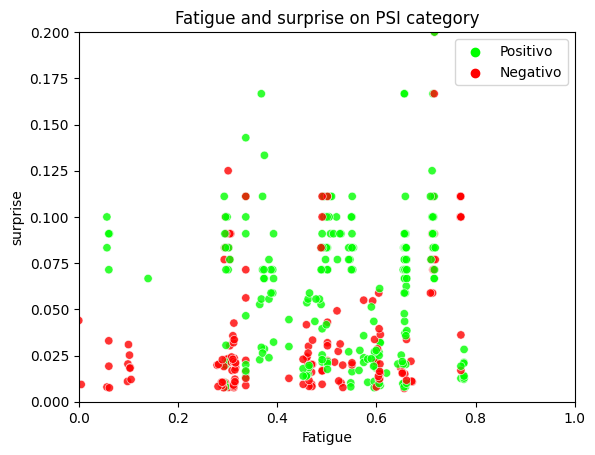 Fatigue and surprise on PSI category
0.200
0.175
0.150
0.125
0.100
0.075
0.050
0.025
0.000
surprise
Positivo
Negativo
0.0 0.2 0.4 0.6 0.8 1.0
Fatigue